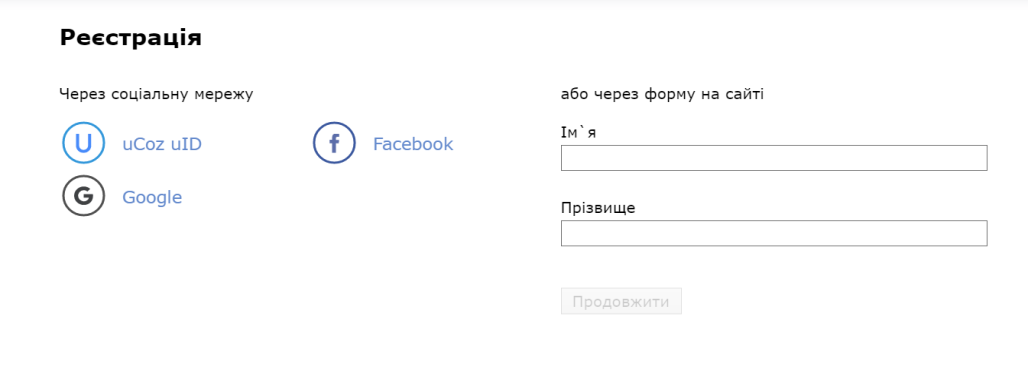 Реєстрація
Через соціальну мережу
uCoz uID
Facebook
Google
або через форму на сайті
Ім`я
Прізвище
Продовжити